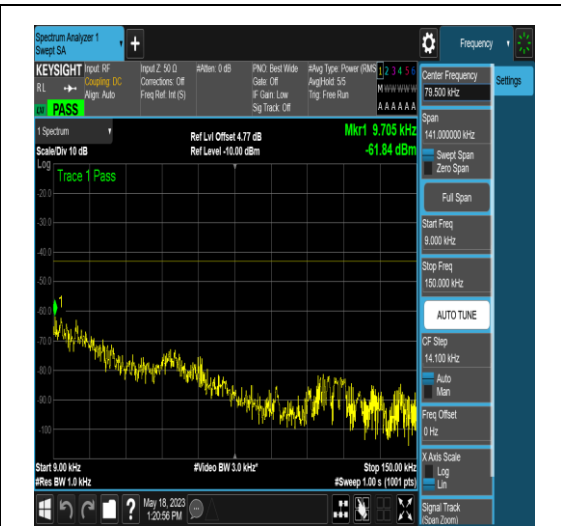 Spectrum Analyzer 1
Swept SA
Frequency
KEYSIGHT
RL
PASS
Input: RF
Coupling: DC
Align: Auto
Input Z: 50 Ω
Corrections: Off
Freq Ref: Int (S)
#Atten: 0 dB
PNO: Best Wide
Gate: Off
IF Gain: Low
Sig Track: Off
#Avg Type: Power (RMS)
Avg|Hold: 5/5
Trig: Free Run
1 2 3 4 5 6
M W W W W W
A A A A A A
1 Spectrum
Scale/Div 10 dB
Ref Lvl Offset 4.77 dB
Ref Level -10.00 dBm
Mkr1 9.705 kHz
-61.84 dBm
Log
Trace 1 Pass
-20.0
-30.0
-40.0
-50.0
-60.0
-70.0
-80.0
-90.0
-100
1
Start 9.00 kHz
#Res BW 1.0 kHz
#Video BW 3.0 kHz*
Stop 150.00 kHz
#Sweep 1.00 s (1001 pts)
May 18, 2023
1:20:56 PM
Center Frequency
79.500 kHz
Settings
Span
141.000000 kHz
Swept Span
Zero Span
Full Span
Start Freq
9.000 kHz
Stop Freq
150.000 kHz
AUTO TUNE
CF Step
14.100 kHz
Auto
Man
Freq Offset
0 Hz
X Axis Scale
Log
Lin
Signal Track
(Span Zoom)